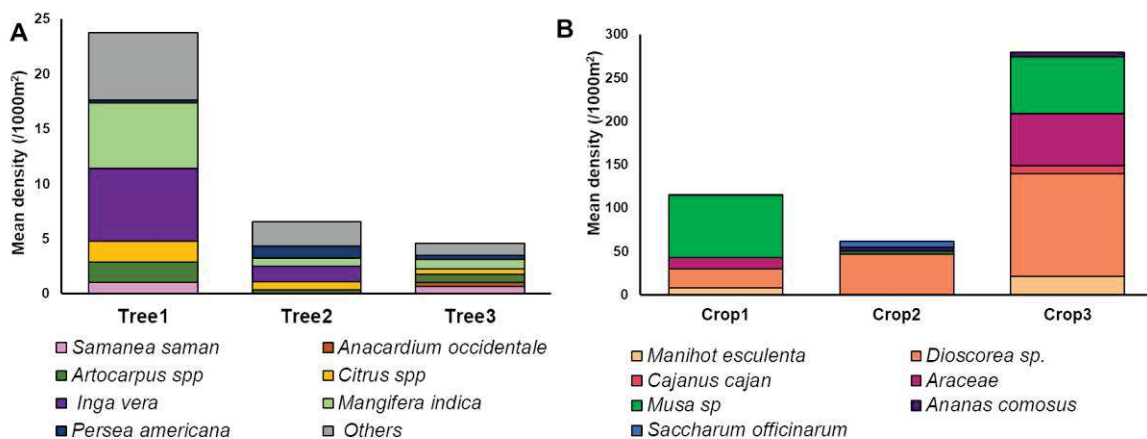 A
Mean density (/1000m²)
25
20
15
10
5
0
Tree1 Tree2 Tree3
Samanea saman Anacardium occidentale
Artocarpus spp Citrus spp
Inga vera Mangifera indica
Persea americana Others
B
Mean density (/1000m²)
300
250
200
150
100
50
0
Crop1 Crop2 Crop3
Manihot esculenta Dioscorea sp.
Cajanus cajan Araceae
Musa sp Ananas comosus
Saccharum officinarum